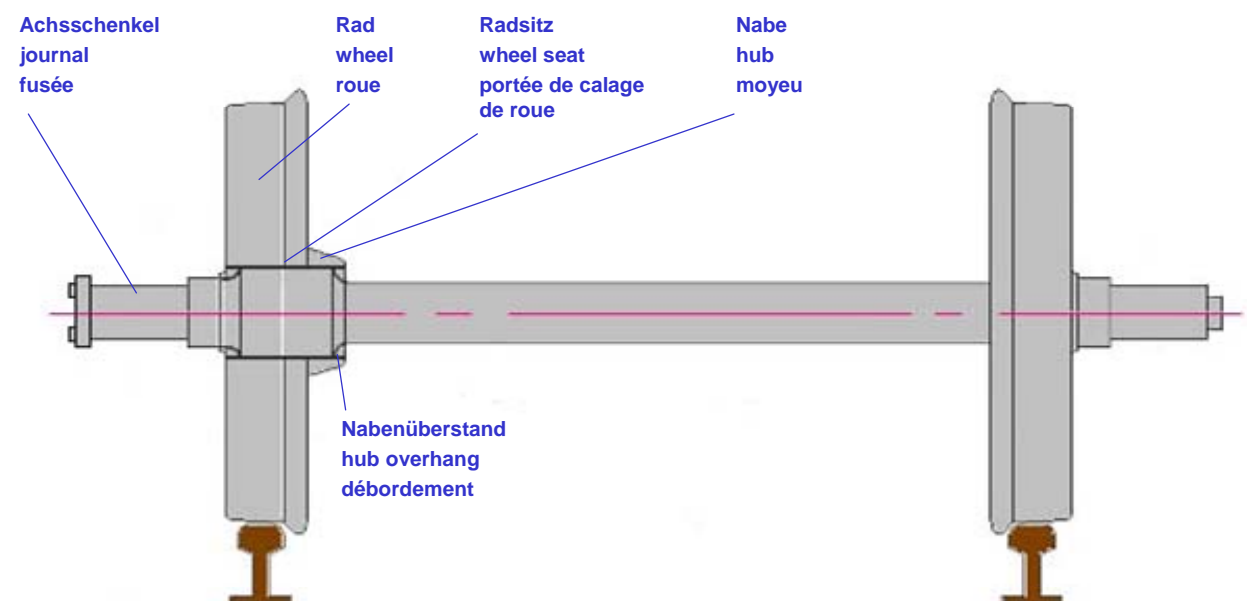 Achsschenkel
journal
fusée
Rad
wheel
roue
Radsitz
wheel seat
portée de calage
de roue
Nabe
hub
moyeu
Nabenüberstand
hub overhang
débordement